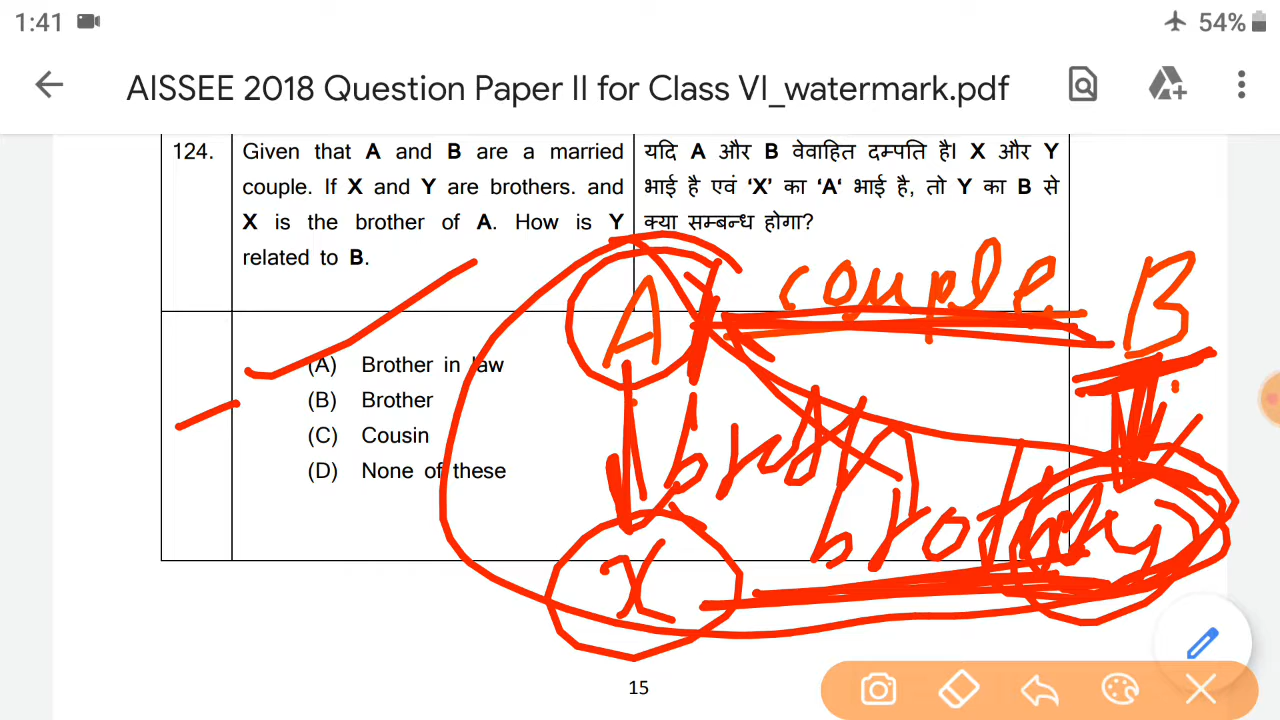 1:41
54%
AISSEE 2018 Question Paper II for Class VI_watermark.pdf
124.
Given that A and B are a married
couple. If X and Y are brothers. and
X is the brother of A. How is Y
related to B.
यदि A और B वेवाहित दम्पति है। X और Y
भाई है एवं ‘X’ का ‘A‘ भाई है, तो Y का B से
क्या सम्बन्ध होगा?
(A) Brother in law
(B) Brother
(C) Cousin
(D) None of these
A couple B
X y
15